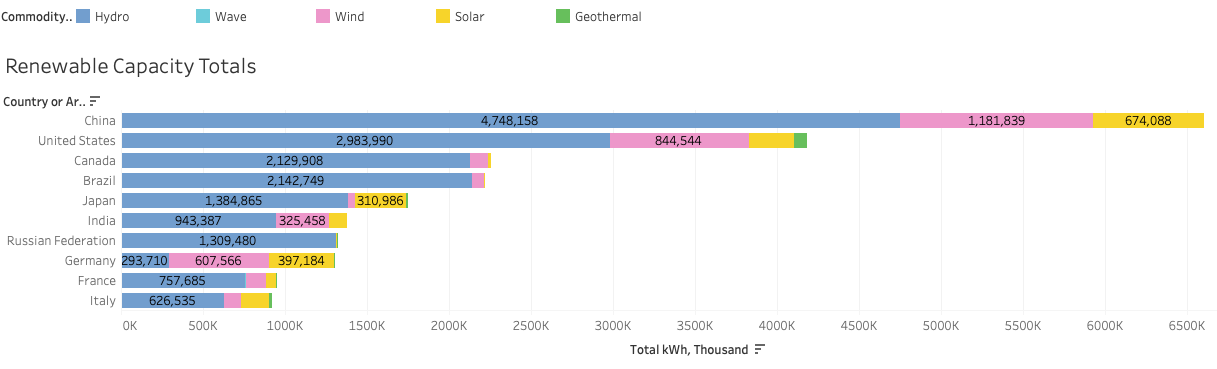 Commodity.. Hydro Wave Wind Solar Geothermal
Renewable Capacity Totals
Country or Ar..
China 4,748,158 1,181,839 674,088
United States 2,983,990 844,544
Canada 2,129,908
Brazil 2,142,749
Japan 1,384,865 310,986
India 943,387 325,458
Russian Federation 1,309,480
Germany 293,710 607,566 397,184
France 757,685
Italy 626,535
0K 500K 1000K 1500K 2000K 2500K 3000K 3500K 4000K 4500K 5000K 5500K 6000K 6500K
Total kWh, Thousand